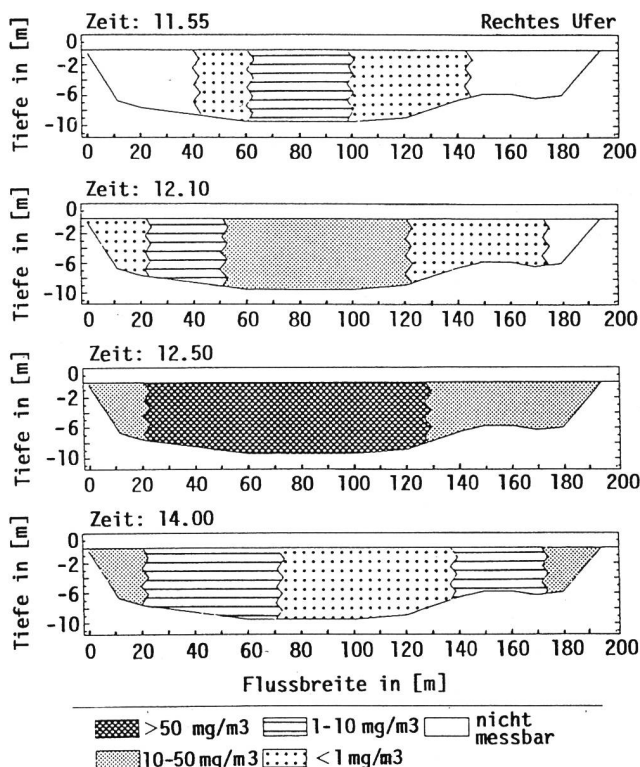 Zeit: 11.55 Rechtes Ufer
Tiefe in [m]
0
-2
-6
-10
0 20 40 60 80 100 120 140 160 180 200
Zeit: 12.10
Tiefe in [m]
0
-2
-6
-10
0 20 40 60 80 100 120 140 160 180 200
Zeit: 12.50
Tiefe in [m]
0
-2
-6
-10
0 20 40 60 80 100 120 140 160 180 200
Zeit: 14.00
Tiefe in [m]
0
-2
-6
-10
0 20 40 60 80 100 120 140 160 180 200
Flussbreite in [m]
>50 mg/m3 1-10 mg/m3 nicht messbar
10-50 mg/m3 <1 mg/m3